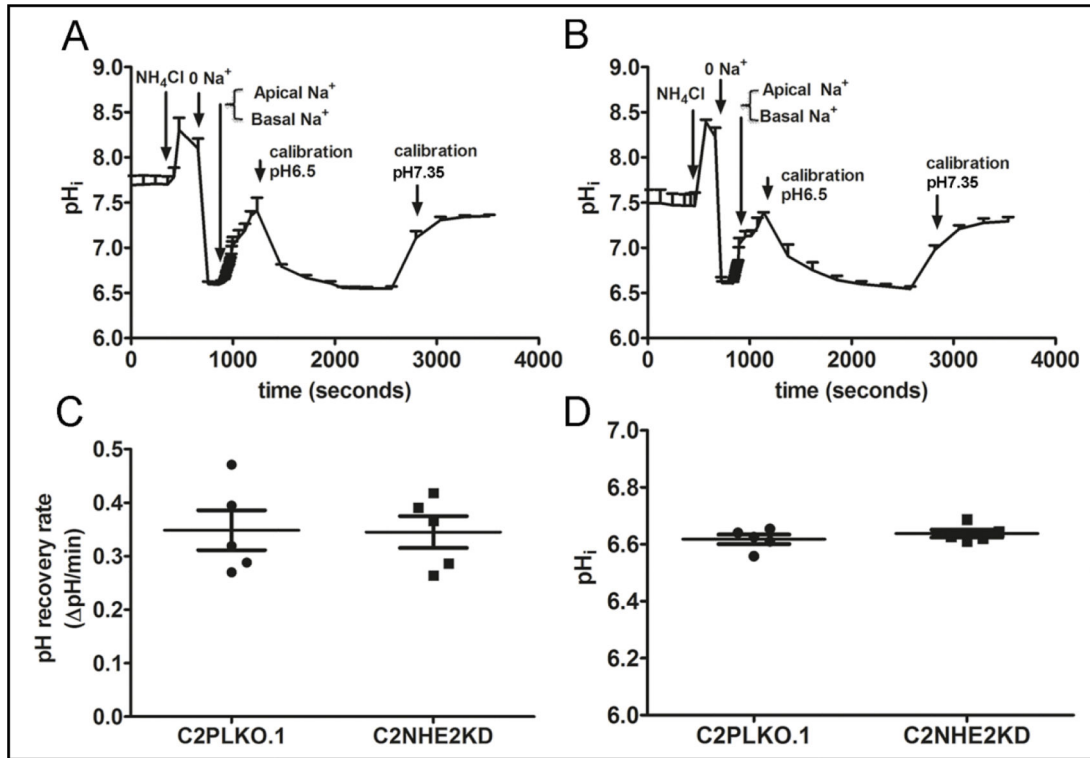 A
B
9.0
8.5
8.0
7.5
7.0
6.5
6.0
pHi
NH4Cl 0 Na+
Apical Na+
Basal Na+
calibration
pH6.5
calibration
pH7.35
0 1000 2000 3000 4000
time (seconds)
9.0
8.5
8.0
7.5
7.0
6.5
6.0
pHi
0 Na+
NH4Cl
Apical Na+
Basal Na+
calibration
pH6.5
calibration
pH7.35
0 1000 2000 3000 4000
time (seconds)
C
0.5
0.4
0.3
0.2
0.1
0.0
pH recovery rate
(ΔpH/min)
C2PLKO.1 C2NHE2KD
D
7.0
6.8
6.6
6.4
6.2
6.0
pHi
C2PLKO.1 C2NHE2KD